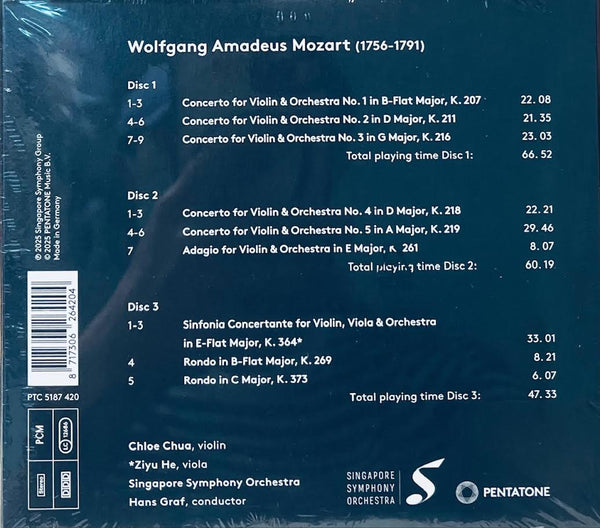 Wolfgang Amadeus Mozart (1756-1791)
Disc 1
1-3 Concerto for Violin & Orchestra No. 1 in B-Flat Major, K. 207 22. 08
4-6 Concerto for Violin & Orchestra No. 2 in D Major, K. 211 21. 35
7-9 Concerto for Violin & Orchestra No. 3 in G Major, K. 216 23. 03
Total playing time Disc 1: 66. 52
Disc 2
1-3 Concerto for Violin & Orchestra No. 4 in D Major, K. 218 22. 21
4-6 Concerto for Violin & Orchestra No. 5 in A Major, K. 219 29. 46
7 Adagio for Violin & Orchestra in E Major, K. 261 8. 07
Total playing time Disc 2: 60. 19
Disc 3
1-3 Sinfonia Concertante for Violin, Viola & Orchestra
in E-Flat Major, K. 364* 33. 01
4 Rondo in B-Flat Major, K. 269 8. 21
5 Rondo in C Major, K. 373 6. 07
Total playing time Disc 3: 47. 33
Chloe Chua, violin
*Ziyu He, viola
Singapore Symphony Orchestra
Hans Graf, conductor
SINGAPORE
SYMPHONY
ORCHESTRA
PENTATONE
℗ 2025 Singapore Symphony Group
© 2025 PENTATONE Music B.V.
Made in Germany
8 717306 264204
PTC 5187 420
PCM
LC 12686
Stereo
DDD